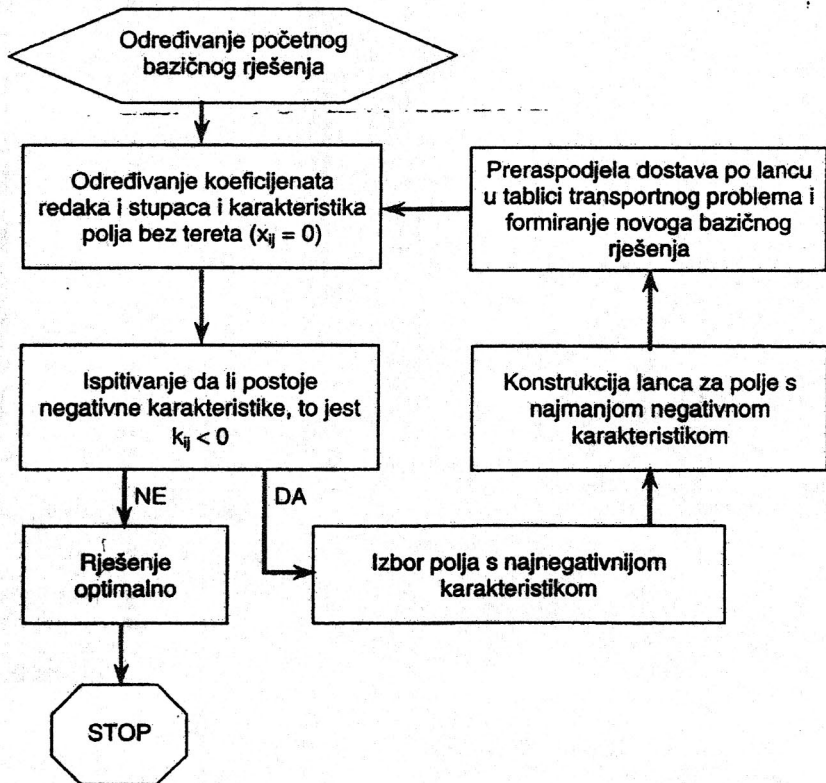 Određivanje početnog
bazičnog rješenja
Određivanje koeficijenata
redaka i stupaca i karakteristika
polja bez tereta (x_ij = 0)
Preraspodjela dostava po lancu
u tablici transportnog problema i
formiranje novoga bazičnog
rješenja
Ispitivanje da li postoje
negativne karakteristike, to jest
k_ij < 0
Konstrukcija lanca za polje s
najmanjom negativnom
karakteristikom
NE
DA
Rješenje
optimalno
Izbor polja s najnegativnijom
karakteristikom
STOP